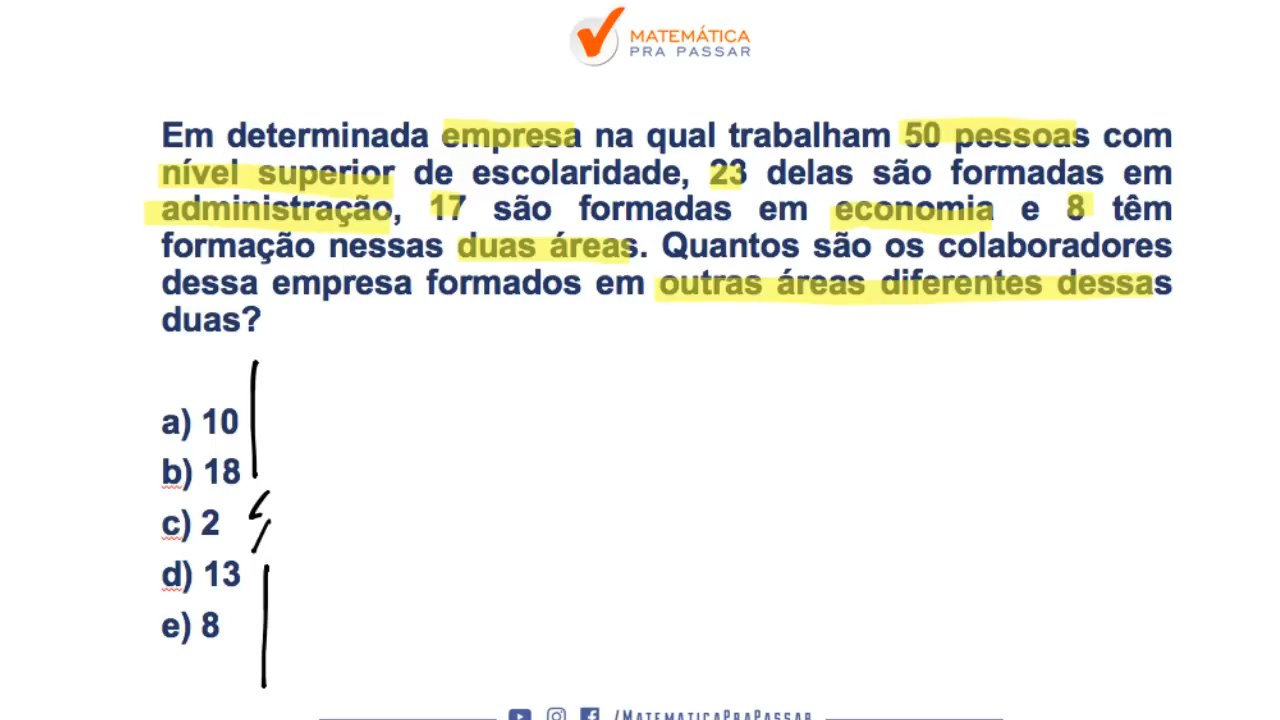 MATEMÁTICA
PRA PASSAR
Em determinada empresa na qual trabalham 50 pessoas com
nível superior de escolaridade, 23 delas são formadas em
administração, 17 são formadas em economia e 8 têm
formação nessas duas áreas. Quantos são os colaboradores
dessa empresa formados em outras áreas diferentes dessas
duas?
a) 10
b) 18
c) 2
d) 13
e) 8
/MATEMATICAPRAPASSAR